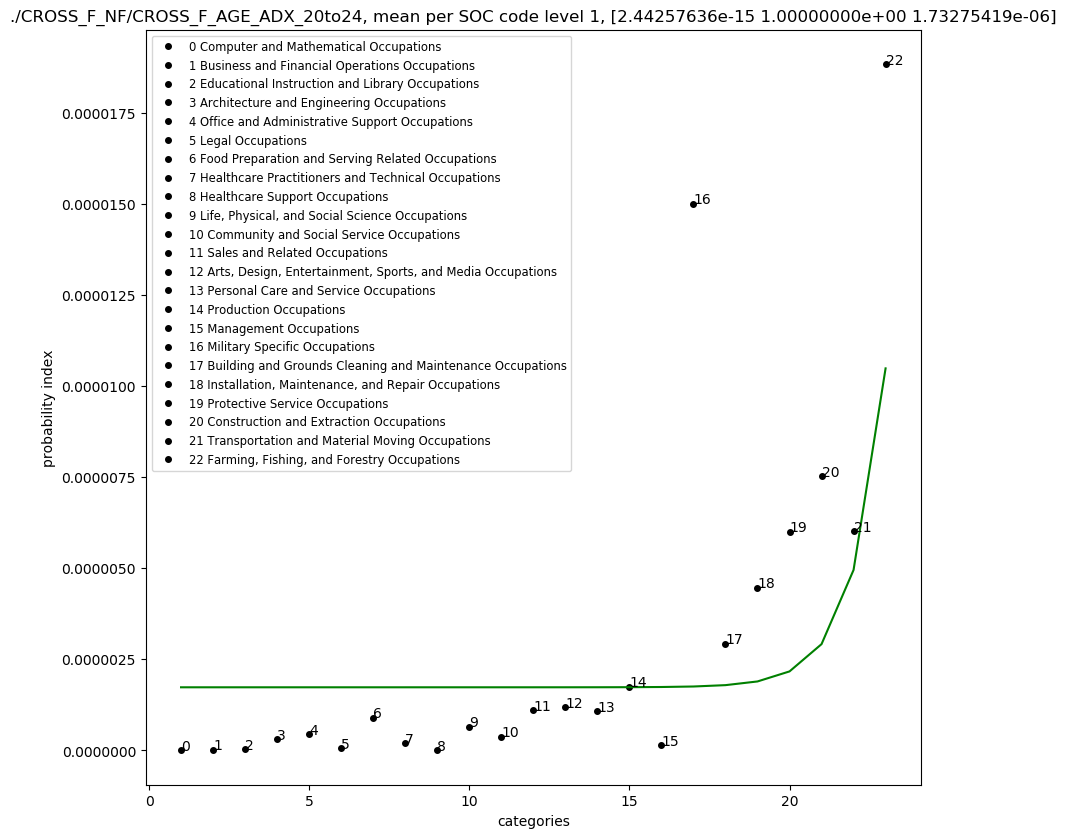 ./CROSS_F_NF/CROSS_F_AGE_ADX_20to24, mean per SOC code level 1, [2.44257636e-15 1.00000000e+00 1.73275419e-06]
0 Computer and Mathematical Occupations
1 Business and Financial Operations Occupations
2 Educational Instruction and Library Occupations
3 Architecture and Engineering Occupations
4 Office and Administrative Support Occupations
5 Legal Occupations
6 Food Preparation and Serving Related Occupations
7 Healthcare Practitioners and Technical Occupations
8 Healthcare Support Occupations
9 Life, Physical, and Social Science Occupations
10 Community and Social Service Occupations
11 Sales and Related Occupations
12 Arts, Design, Entertainment, Sports, and Media Occupations
13 Personal Care and Service Occupations
14 Production Occupations
15 Management Occupations
16 Military Specific Occupations
17 Building and Grounds Cleaning and Maintenance Occupations
18 Installation, Maintenance, and Repair Occupations
19 Protective Service Occupations
20 Construction and Extraction Occupations
21 Transportation and Material Moving Occupations
22 Farming, Fishing, and Forestry Occupations
probability index
0.0000175
0.0000150
0.0000125
0.0000100
0.0000075
0.0000050
0.0000025
0.0000000
0
1
2
3
4
5
6
7
8
9
10
11
12
13
14
15
16
17
18
19
20
21
22
0
5
10
15
20
categories